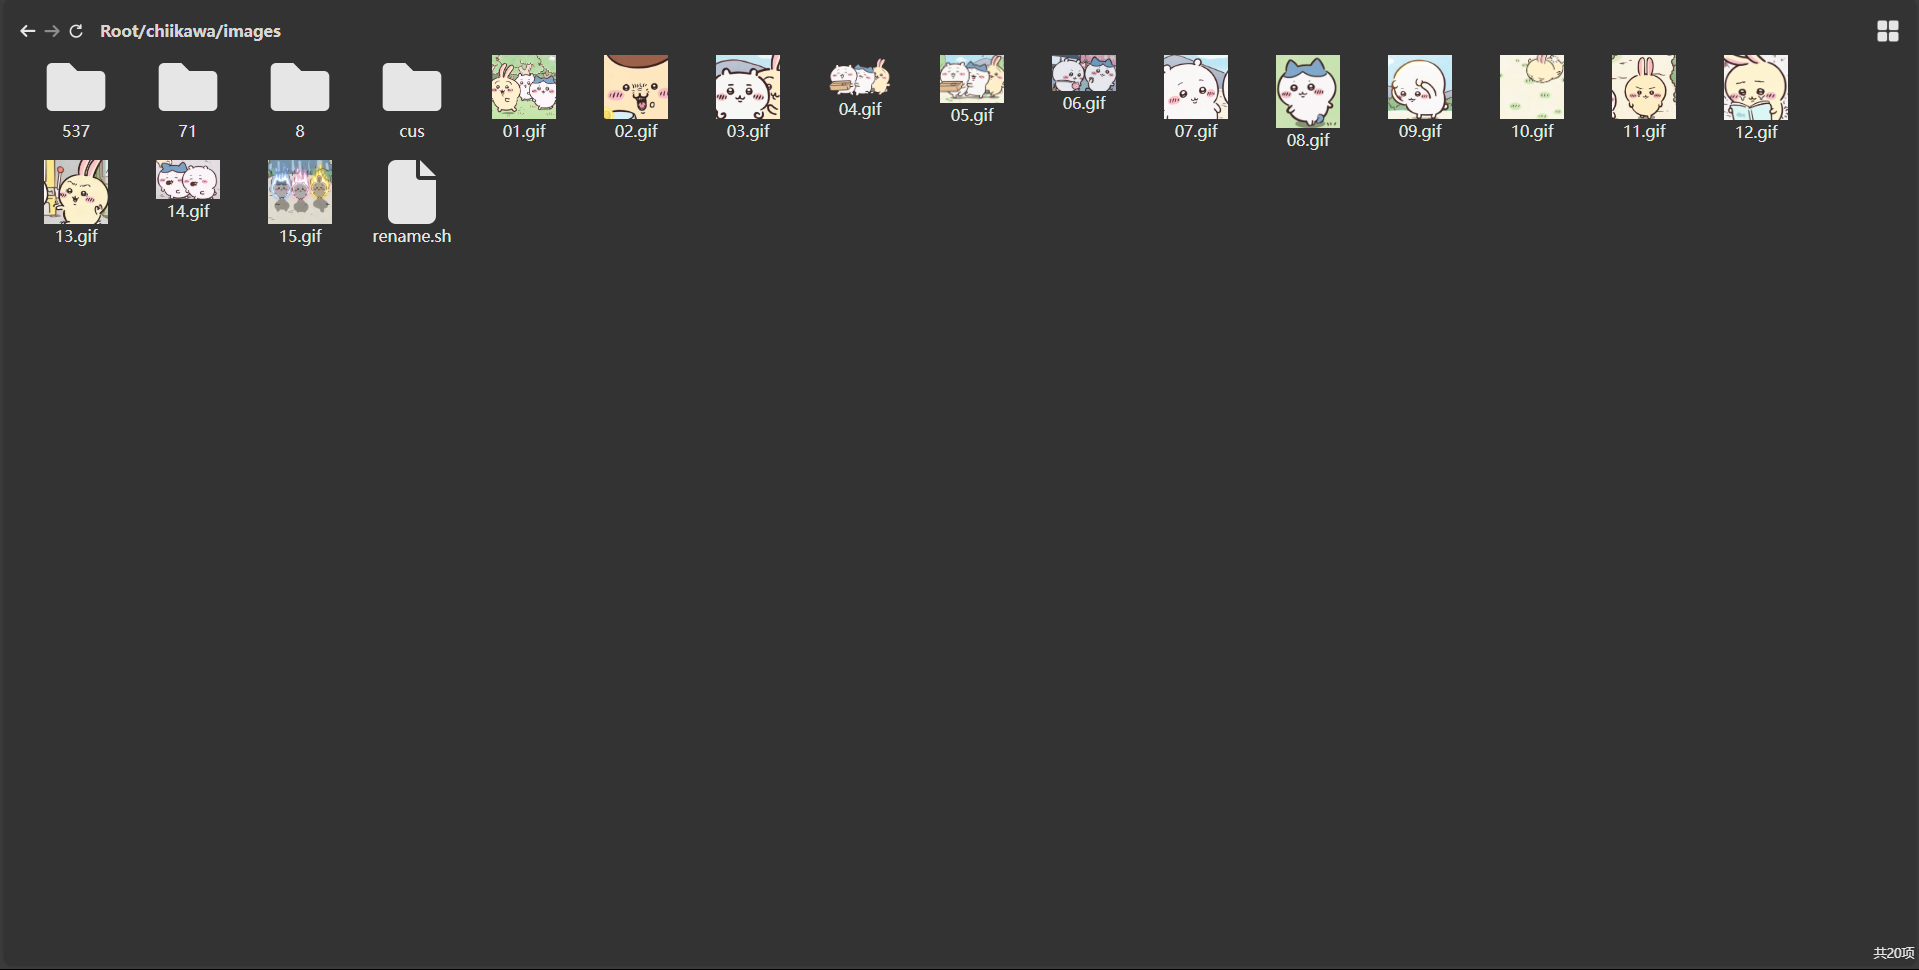 Root/chiikawa/images
537 71 8 cus 01.gif 02.gif 03.gif 04.gif 05.gif 06.gif 07.gif 08.gif 09.gif 10.gif 11.gif 12.gif
13.gif 14.gif 15.gif rename.sh
共20项